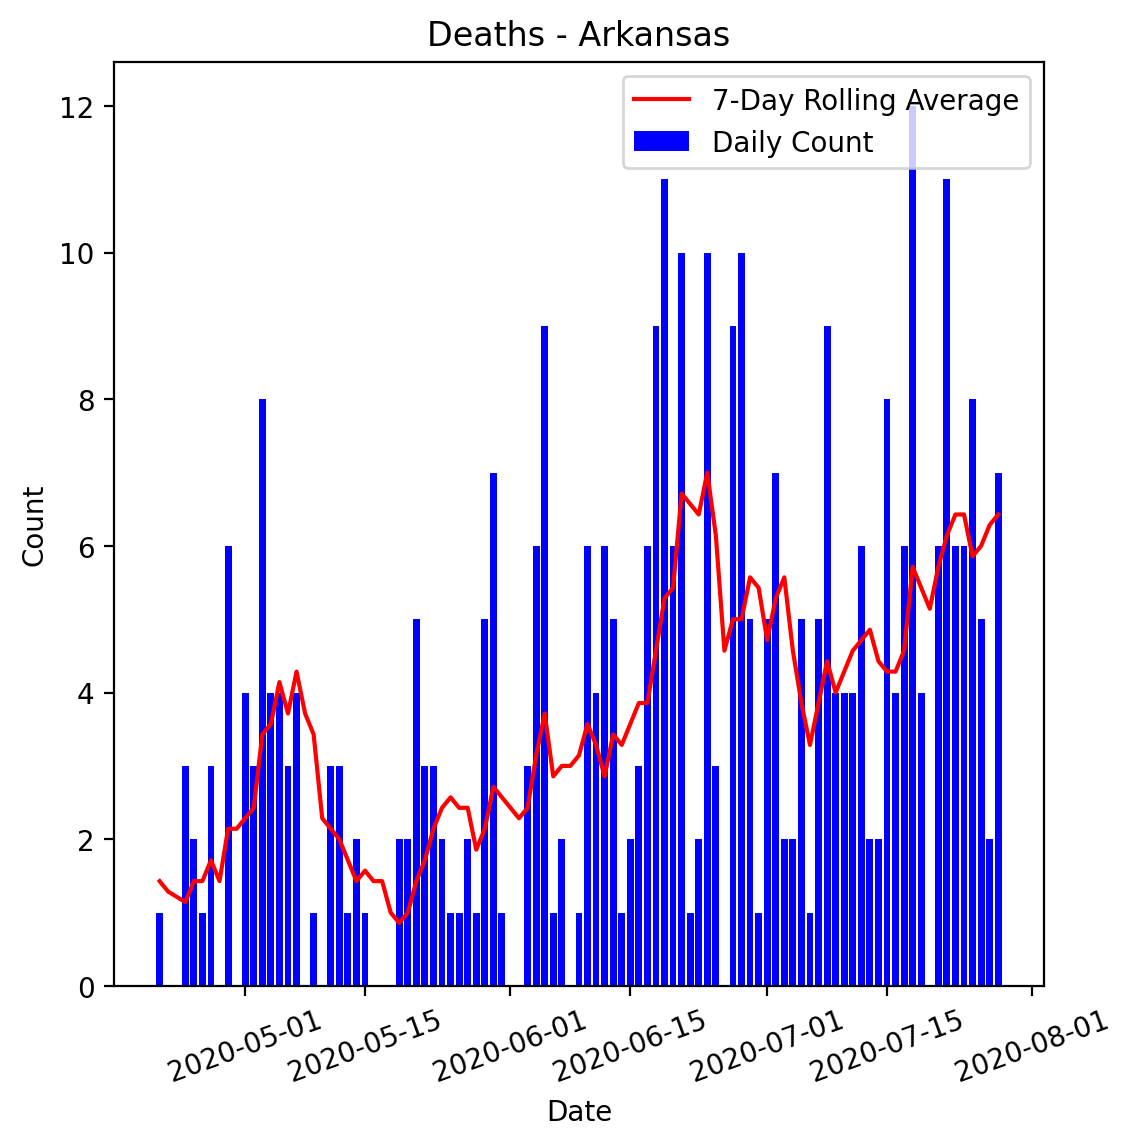 Deaths - Arkansas
7-Day Rolling Average
Daily Count
12
10
8
6
4
2
0
Count
2020-05-01
2020-05-15
2020-06-01
2020-06-15
2020-07-01
2020-07-15
2020-08-01
Date